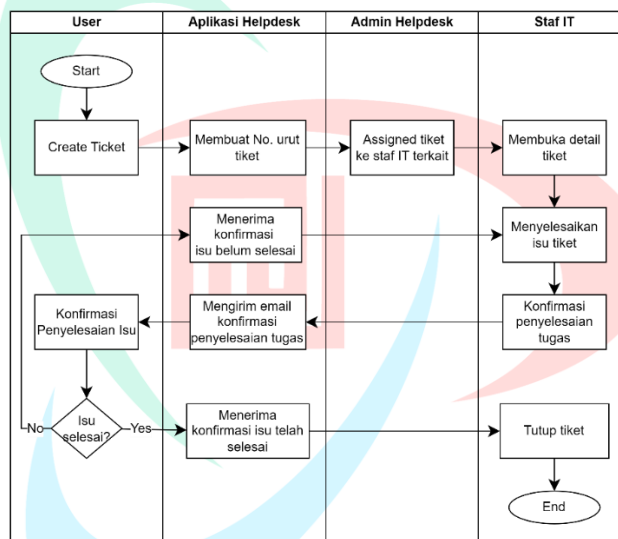 User
Aplikasi Helpdesk
Admin Helpdesk
Staf IT
Start
Create Ticket
Membuat No. urut
tiket
Assigned tiket
ke staf IT terkait
Membuka detail
tiket
Menerima
konfirmasi
isu belum selesai
Menyelesaikan
isu tiket
Konfirmasi
Penyelesaian Isu
Mengirim email
konfirmasi
penyelesaian tugas
Konfirmasi
penyelesaian
tugas
No
Isu
selesai?
Yes
Menerima
konfirmasi isu telah
selesai
Tutup tiket
End